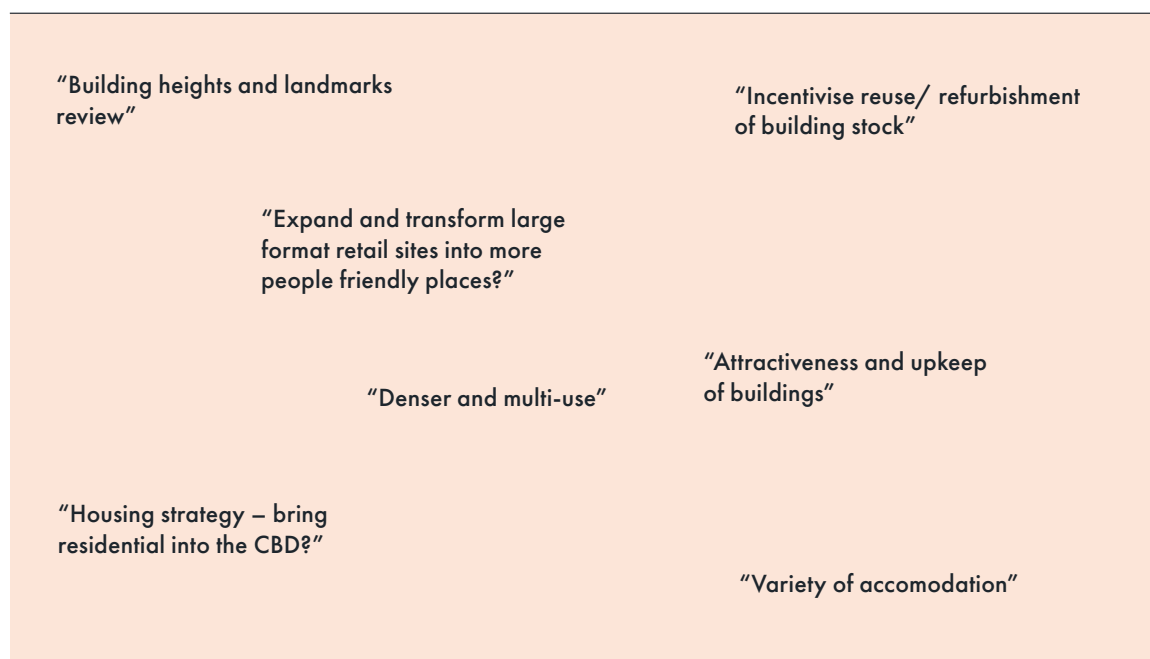 “Building heights and landmarks
review”
“Incentivise reuse/ refurbishment
of building stock”
“Expand and transform large
format retail sites into more
people friendly places?”
“Attractiveness and upkeep
of buildings”
“Denser and multi-use”
“Housing strategy – bring
residential into the CBD?”
“Variety of accomodation”